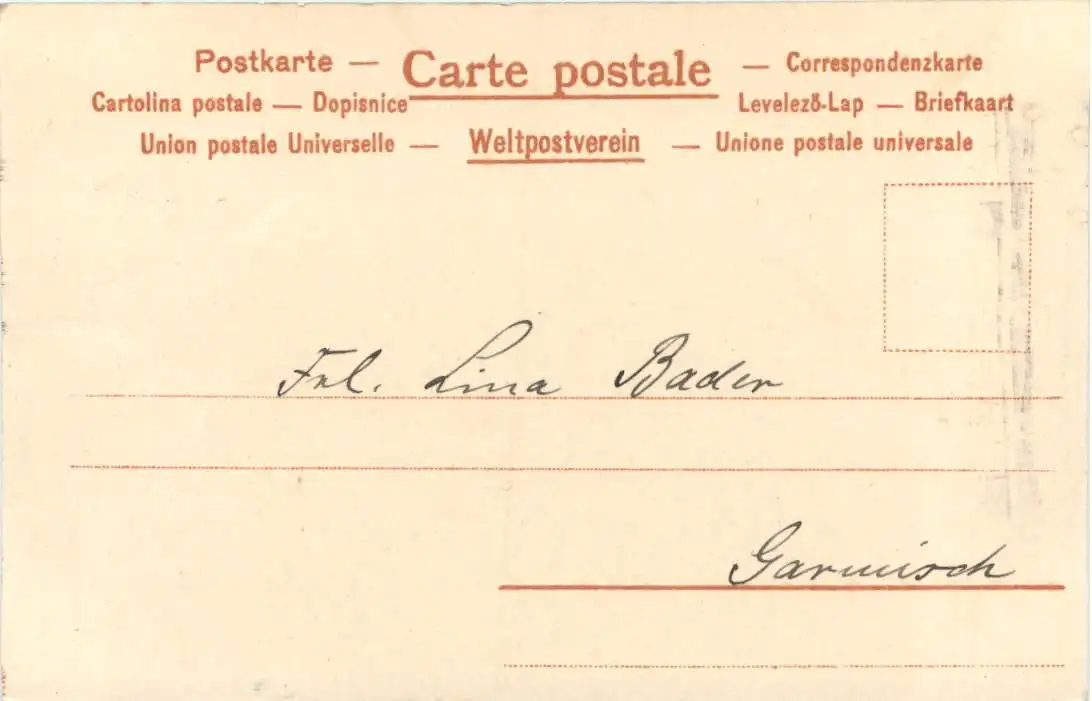 Postkarte — Carte postale — Correspondenzkarte
Cartolina postale — Dopisnice Levelező-Lap — Briefkaart
Union postale Universelle — Weltpostverein — Unione postale universale
Frl. Lina Bader
Garmisch